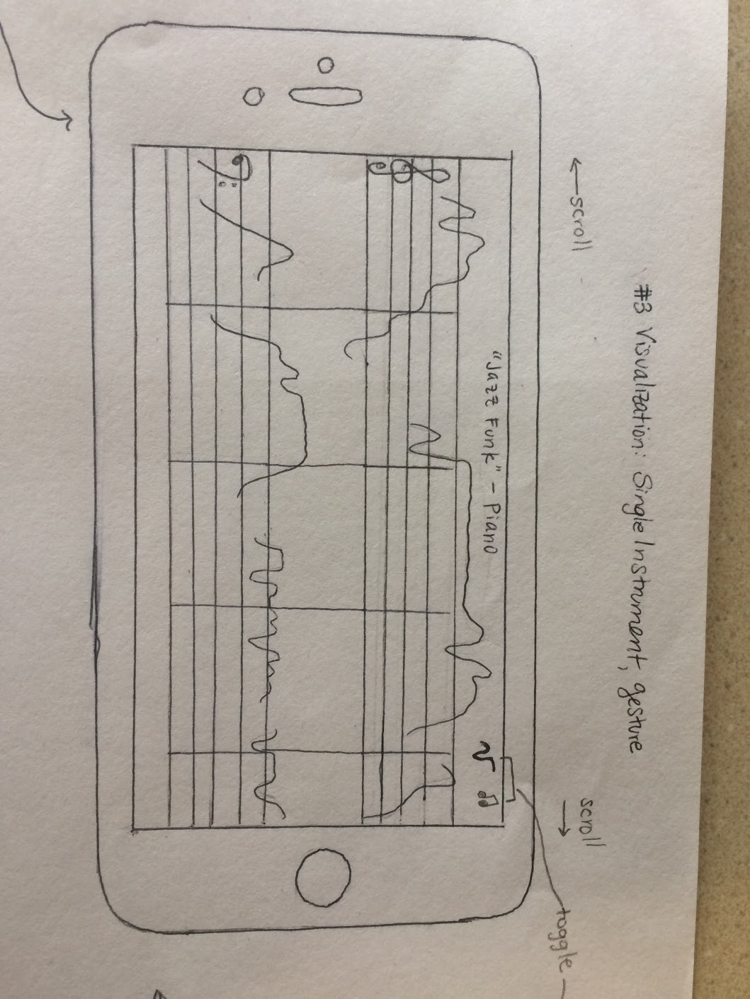 #3 Visualization: Single Instrument, gesture
←scroll
scroll
→
toggle –
"Jazz Funk" - Piano